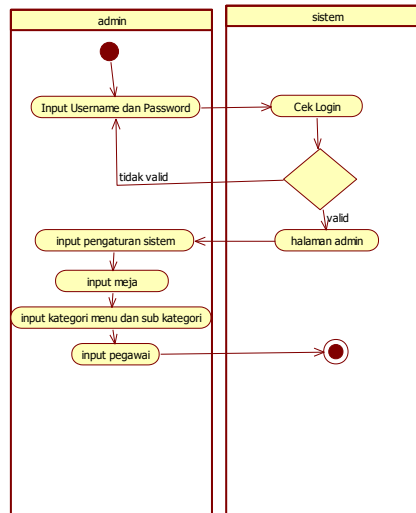 admin
sistem
Input Username dan Password
Cek Login
tidak valid
valid
input pengaturan sistem
halaman admin
input meja
input kategori menu dan sub kategori
input pegawai